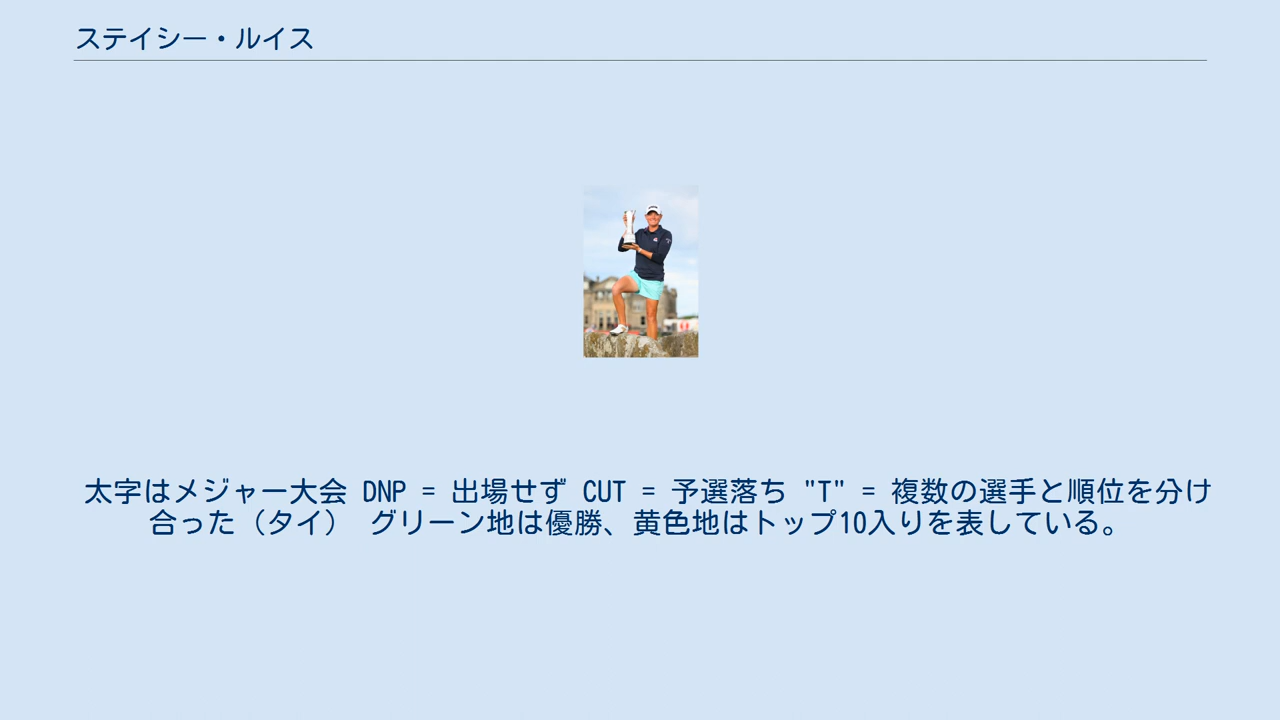 ステイシー・ルイス
太字はメジャー大会 DNP = 出場せず CUT = 予選落ち "T" = 複数の選手と順位を分け
合った（タイ） グリーン地は優勝、黄色地はトップ10入りを表している。